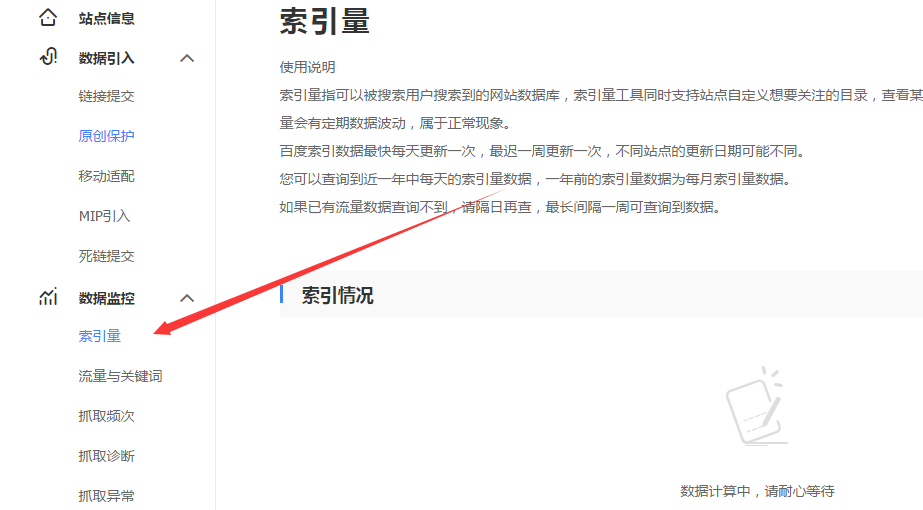 站点信息
数据引入
链接提交
原创保护
移动适配
MIP引入
死链提交
数据监控
索引量
流量与关键词
抓取频次
抓取诊断
抓取异常
索引量
使用说明
索引量指可以被搜索用户搜索到的网站数据库，索引量工具同时支持站点自定义想要关注的目录，查看某
量会有定期数据波动，属于正常现象。
百度索引数据最快每天更新一次，最迟一周更新一次，不同站点的更新日期可能不同。
您可以查询到近一年中每天的索引量数据，一年前的索引量数据为每月索引量数据。
如果已有流量数据查询不到，请隔日再查，最长间隔一周可查询到数据。
索引情况
数据计算中，请耐心等待